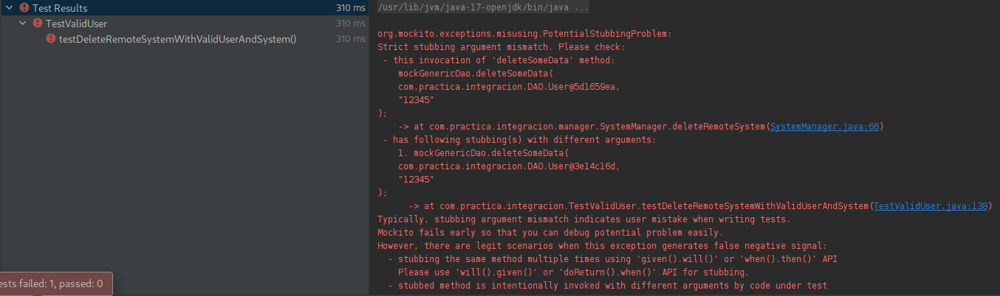 Test Results 310 ms
TestValidUser 310 ms
testDeleteRemoteSystemWithValidUserAndSystem() 310 ms
ests failed: 1, passed: 0
/usr/lib/jvm/java-17-openjdk/bin/java ...
org.mockito.exceptions.misusing.PotentialStubbingProblem:
Strict stubbing argument mismatch. Please check:
- this invocation of 'deleteSomeData' method:
mockGenericDao.deleteSomeData(
com.practica.integracion.DAO.User@5d1659ea,
"12345"
);
-> at com.practica.integracion.manager.SystemManager.deleteRemoteSystem(SystemManager.java:66)
- has following stubbing(s) with different arguments:
1. mockGenericDao.deleteSomeData(
com.practica.integracion.DAO.User@3e14c16d,
"12345"
);
-> at com.practica.integracion.TestValidUser.testDeleteRemoteSystemWithValidUserAndSystem(TestValidUser.java:138)
Typically, stubbing argument mismatch indicates user mistake when writing tests.
Mockito fails early so that you can debug potential problem easily.
However, there are legit scenarios when this exception generates false negative signal:
- stubbing the same method multiple times using 'given().will()' or 'when().then()' API
Please use 'will().given()' or 'doReturn().when()' API for stubbing.
- stubbed method is intentionally invoked with different arguments by code under test